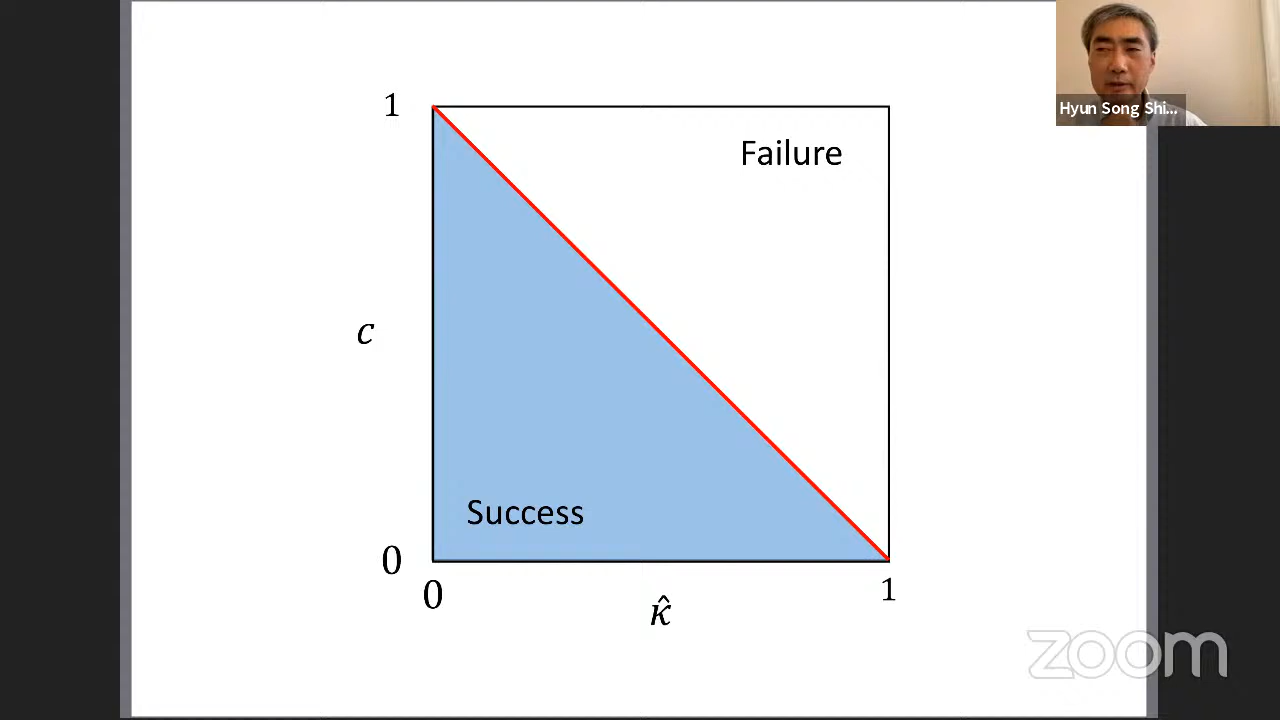 Hyun Song Shi...
1
Failure
c
Success
0
0
1
κ̂
zoom